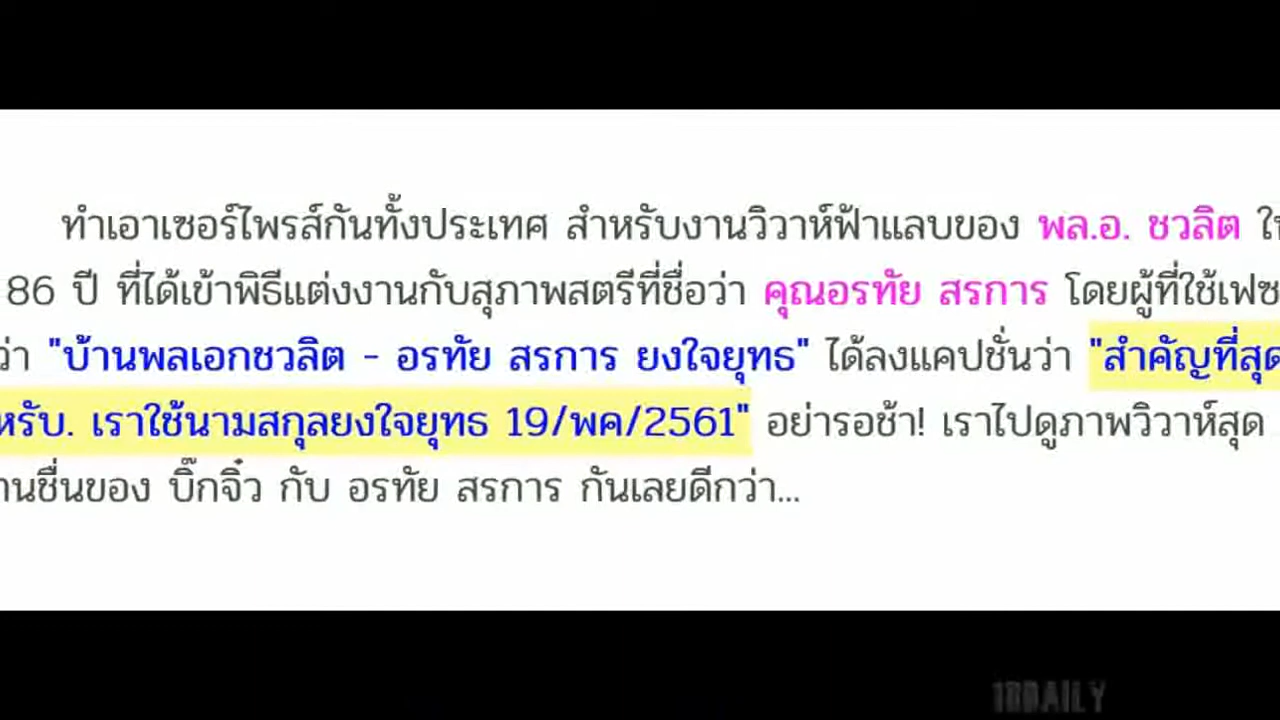 ทำเอาเซอร์ไพรส์กันทั้งประเทศ สำหรับงานวิวาห์ฟ้าแลบของ พล.อ. ชวลิต
86 ปี ที่ได้เข้าพิธีแต่งงานกับสุภาพสตรีที่ชื่อว่า คุณอรทัย สรการ โดยผู้ที่ใช้เฟซ
ว่า "บ้านพลเอกชวลิต - อรทัย สรการ ยงใจยุทธ" ได้ลงแคปชั่นว่า "สำคัญที่สุด
หรับ. เราใช้นามสกุลยงใจยุทธ 19/พค/2561" อย่ารอช้า! เราไปดูภาพวิวาห์สุด
านชื่นของ บิ๊กจิ๋ว กับ อรทัย สรการ กันเลยดีกว่า...